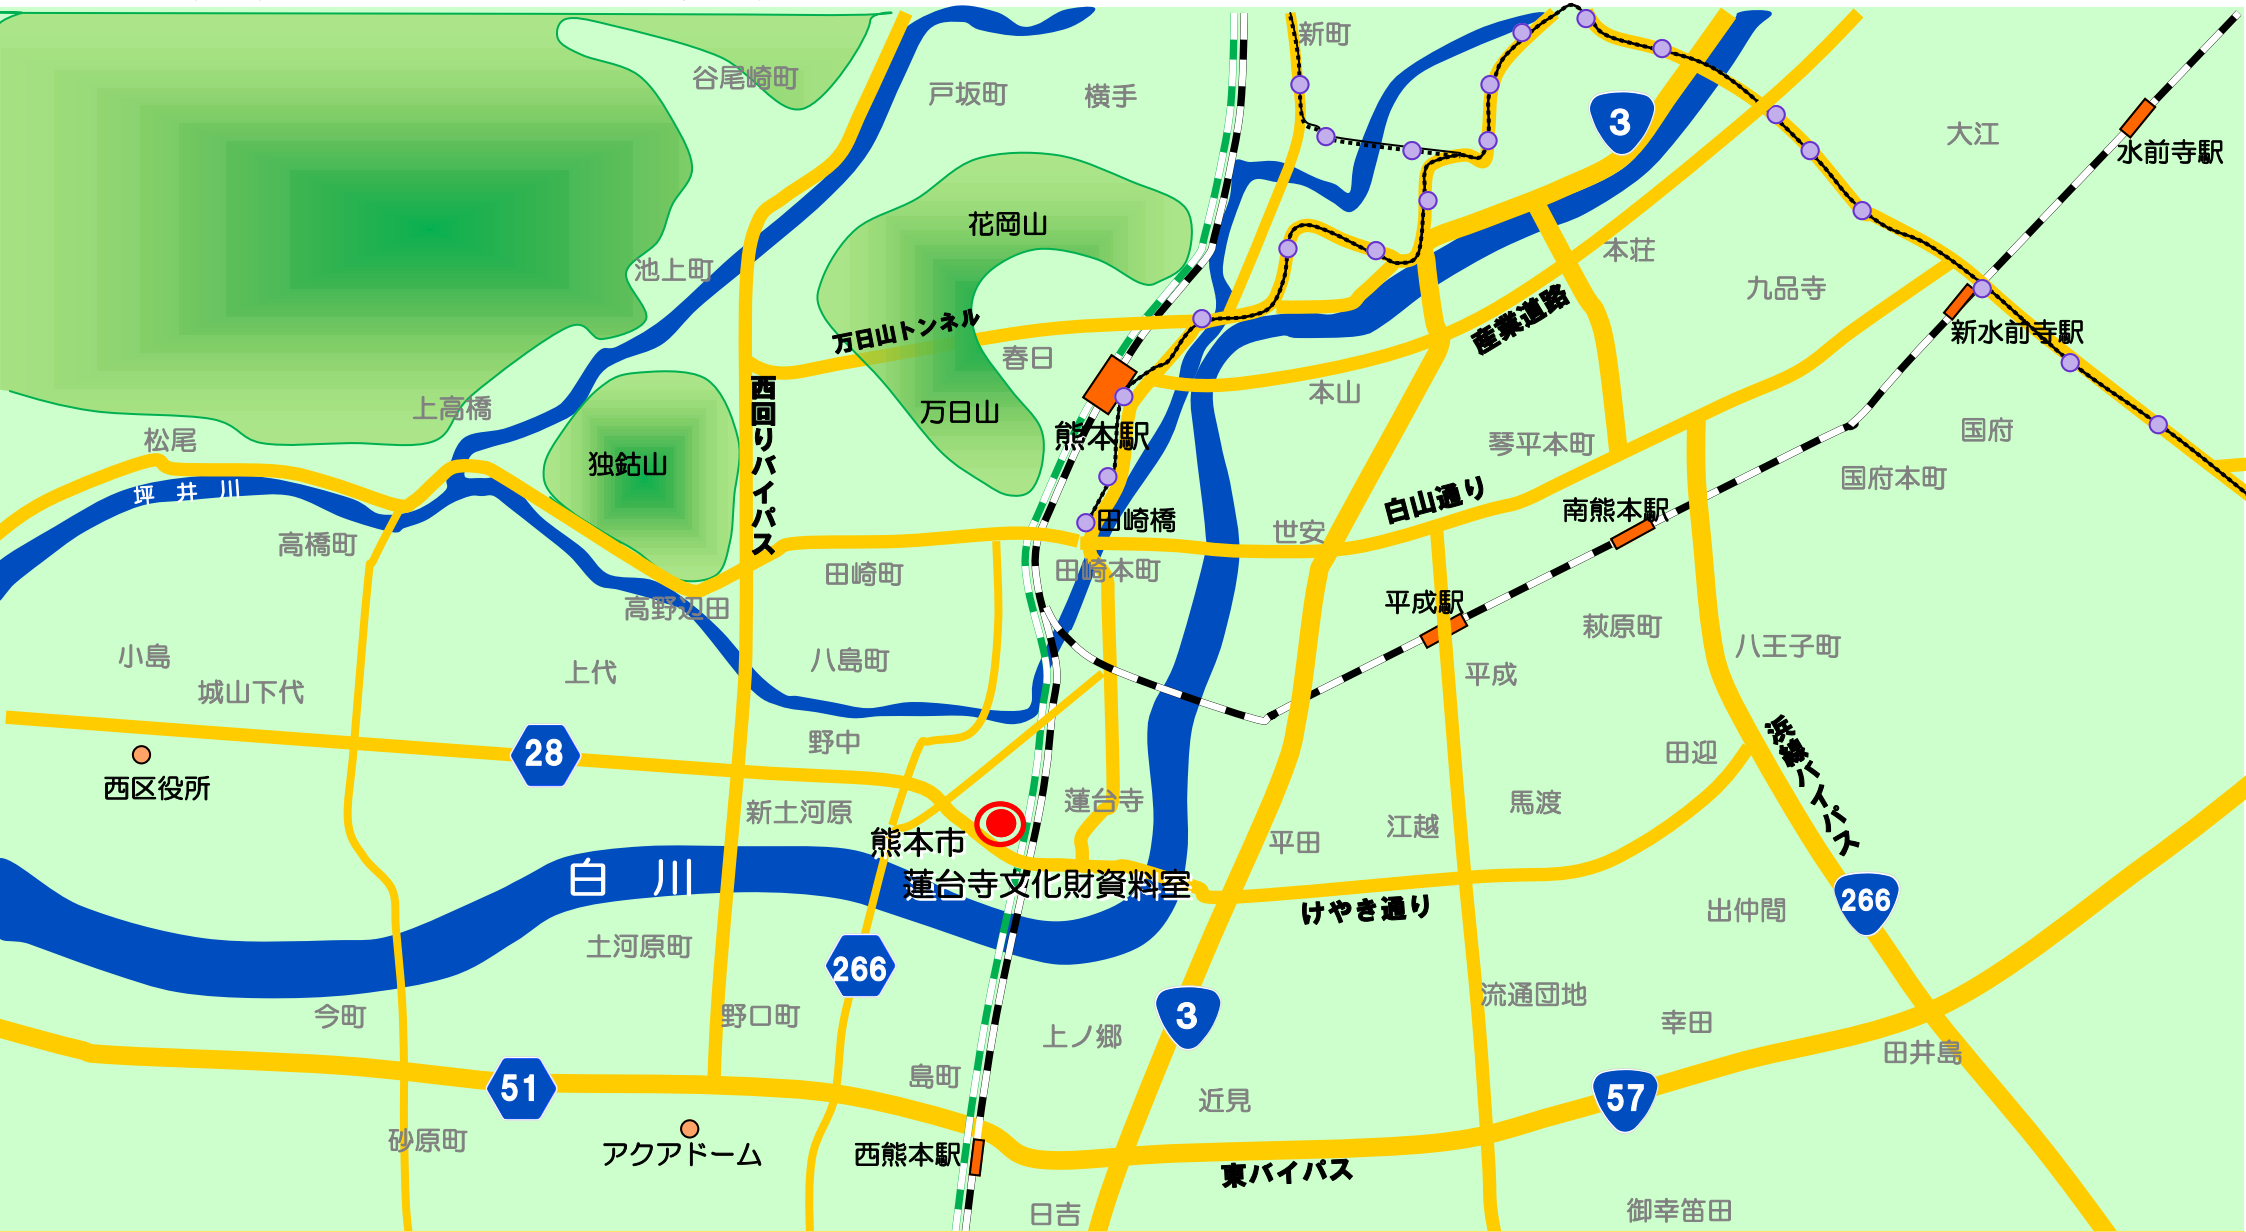 新町
谷尾崎町
戸坂町
横手
3
大江
水前寺駅
花岡山
本荘
池上町
九品寺
産業道路
万日山トンネル
新水前寺駅
春日
本山
西回りバイパス
上高橋
万日山
松尾
熊本駅
琴平本町
国府
独鈷山
国府本町
坪井川
白山通り
南熊本駅
田崎橋
世安
高橋町
田崎町
田崎本町
平成駅
高野辺田
萩原町
八王子町
小島
八島町
上代
平成
城山下代
浜線バイパス
野中
田迎
28
西区役所
蓮台寺
馬渡
新土河原
江越
熊本市
平田
白川
蓮台寺文化財資料室
266
けやき通り
出仲間
土河原町
266
流通団地
今町
野口町
3
幸田
上ノ郷
田井島
島町
51
57
近見
砂原町
アクアドーム
西熊本駅
東バイパス
日吉
御幸笛田